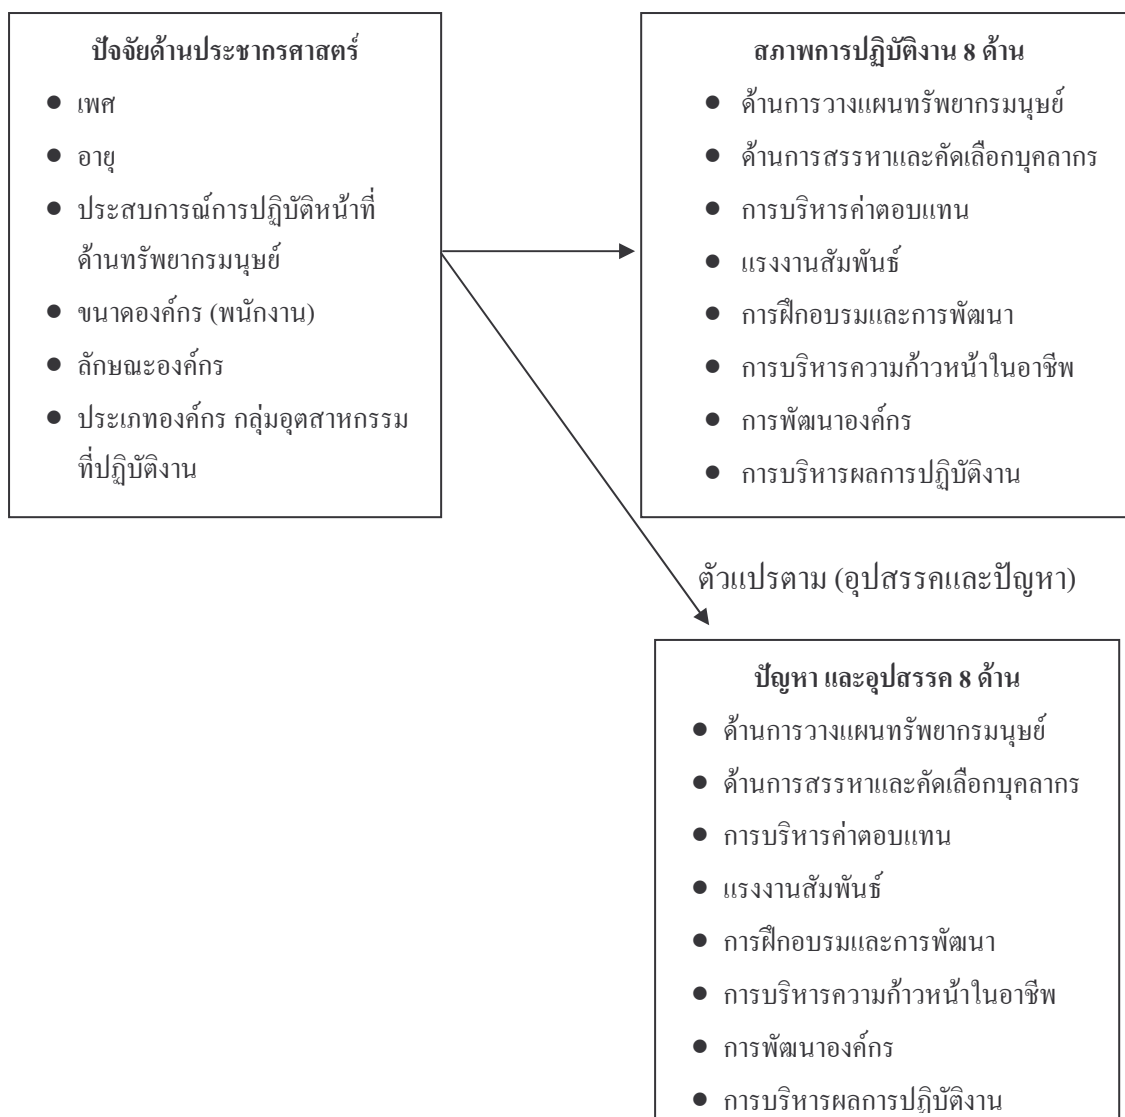 ปัจจัยด้านประชากรศาสตร์
● เพศ
● อายุ
● ประสบการณ์การปฏิบัติหน้าที่
ด้านทรัพยากรมนุษย์
● ขนาดองค์กร (พนักงาน)
● ลักษณะองค์กร
● ประเภทองค์กร กลุ่มอุตสาหกรรม
ที่ปฏิบัติงาน
สภาพการปฏิบัติงาน 8 ด้าน
● ด้านการวางแผนทรัพยากรมนุษย์
● ด้านการสรรหาและคัดเลือกบุคลากร
● การบริหารค่าตอบแทน
● แรงงานสัมพันธ์
● การฝึกอบรมและการพัฒนา
● การบริหารความก้าวหน้าในอาชีพ
● การพัฒนาองค์กร
● การบริหารผลการปฏิบัติงาน
ตัวแปรตาม (อุปสรรคและปัญหา)
ปัญหา และอุปสรรค 8 ด้าน
● ด้านการวางแผนทรัพยากรมนุษย์
● ด้านการสรรหาและคัดเลือกบุคลากร
● การบริหารค่าตอบแทน
● แรงงานสัมพันธ์
● การฝึกอบรมและการพัฒนา
● การบริหารความก้าวหน้าในอาชีพ
● การพัฒนาองค์กร
● การบริหารผลการปฏิบัติงาน